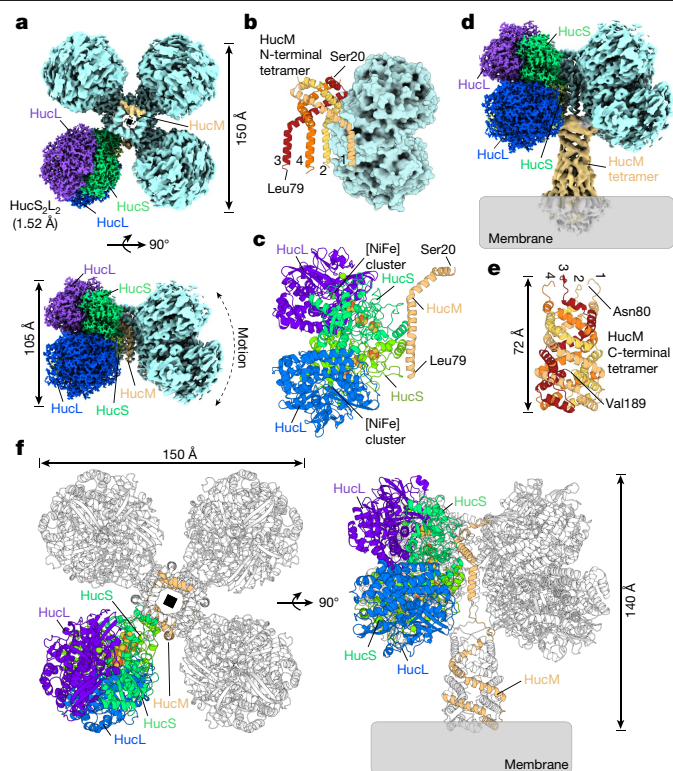 a
HucL
HucM
150 Å
HucS₂L₂
(1.52 Å)
HucS
HucL
90°
HucL
HucS
105 Å
HucL
HucS
HucM
Motion
b
HucM
N-terminal
tetramer
Ser20
3
4
2
1
Leu79
c
HucL
[NiFe]
cluster
HucS
Ser20
HucM
Leu79
HucS
HucL
[NiFe]
cluster
d
HucS
HucL
HucL
HucS
HucM
tetramer
Membrane
e
4
3
2
1
Asn80
72 Å
HucM
C-terminal
tetramer
Val189
f
150 Å
HucS
HucL
HucM
HucS
HucL
90°
HucL
HucS
HucS
HucL
HucM
140 Å
Membrane